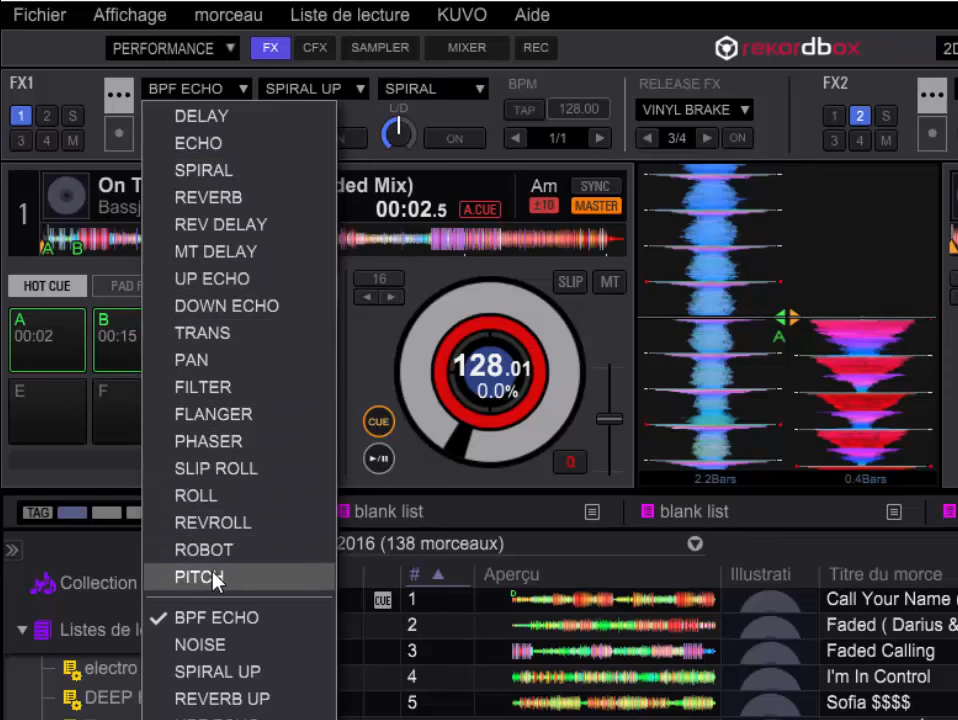 Fichier Affichage morceau Liste de lecture KUVO Aide
PERFORMANCE FX CFX SAMPLER MIXER REC rekordbox
FX1 BPF ECHO SPIRAL UP SPIRAL BPM RELEASE FX FX2
1 2 S L/D TAP 128.00 VINYL BRAKE 1 2 S
3 4 M ON 1/1 3/4 ON 3 4 M
DELAY
ECHO
SPIRAL
REVERB
REV DELAY
MT DELAY
UP ECHO
DOWN ECHO
TRANS
PAN
FILTER
FLANGER
PHASER
SLIP ROLL
ROLL
REVROLL
ROBOT
PITCH
BPF ECHO
NOISE
SPIRAL UP
REVERB UP
1 On T ded Mix) Am SYNC
Bassj 00:02.5 A.CUE ±10 MASTER
A B
HOT CUE PAD F 16 SLIP MT
A B
00:02 00:15
E F
128.01
0.0%
CUE
0
A
2.2Bars 0.4Bars
TAG blank list blank list
2016 (138 morceaux)
# Aperçu Illustrati Titre du morce
Collection CUE 1 Call Your Name (
Listes de l 2 Faded ( Darius &
3 Faded Calling
electro 4 I'm In Control
DEEP 5 Sofia $$$$